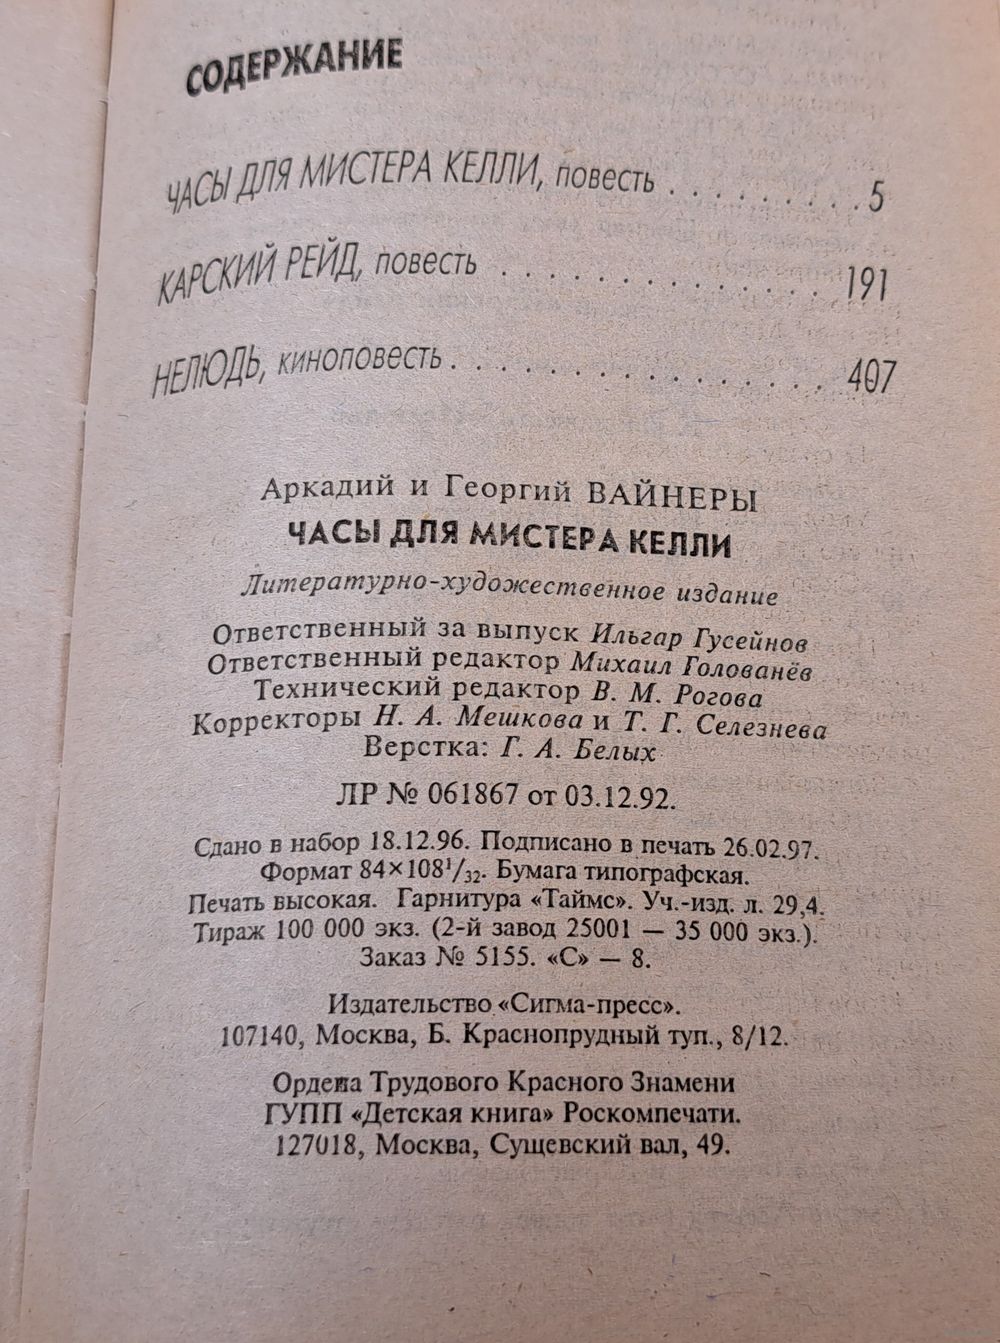 СОДЕРЖАНИЕ
ЧАСЫ ДЛЯ МИСТЕРА КЕЛЛИ, повесть . . . . . . . . . 5
КАРСКИЙ РЕЙД, повесть . . . . . . . . . . . . . . 191
НЕЛЮДЬ, киноповесть . . . . . . . . . . . . . . . . 407
Аркадий и Георгий ВАЙНЕРЫ
ЧАСЫ ДЛЯ МИСТЕРА КЕЛЛИ
Литературно-художественное издание
Ответственный за выпуск Ильгар Гусейнов
Ответственный редактор Михаил Голованёв
Технический редактор В. М. Рогова
Корректоры Н. А. Мешкова и Т. Г. Селезнева
Верстка: Г. А. Белых
ЛР № 061867 от 03.12.92.
Сдано в набор 18.12.96. Подписано в печать 26.02.97.
Формат 84×108¹/₃₂. Бумага типографская.
Печать высокая. Гарнитура «Таймс». Уч.-изд. л. 29,4.
Тираж 100 000 экз. (2-й завод 25001 — 35 000 экз.).
Заказ № 5155. «С» — 8.
Издательство «Сигма-пресс».
107140, Москва, Б. Краснопрудный туп., 8/12.
Ордена Трудового Красного Знамени
ГУПП «Детская книга» Роскомпечати.
127018, Москва, Сущевский вал, 49.